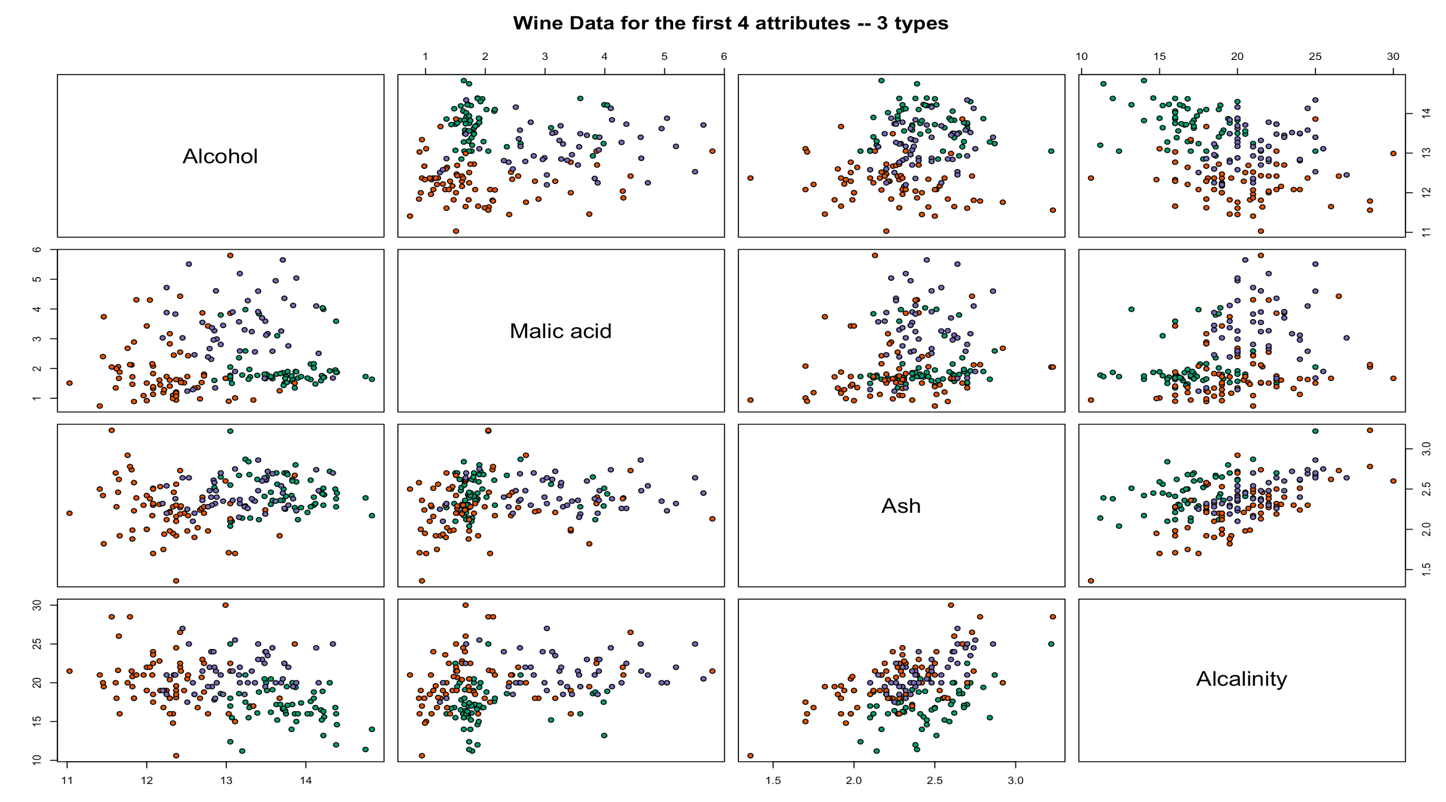 Wine Data for the first 4 attributes -- 3 types
1 2 3 4 5 6 10 15 20 25 30
Alcohol
11 12 13 14
1 2 3 4 5 6
Malic acid
Ash
1.5 2.0 2.5 3.0
10 15 20 25 30
Alcalinity
11 12 13 14 1.5 2.0 2.5 3.0